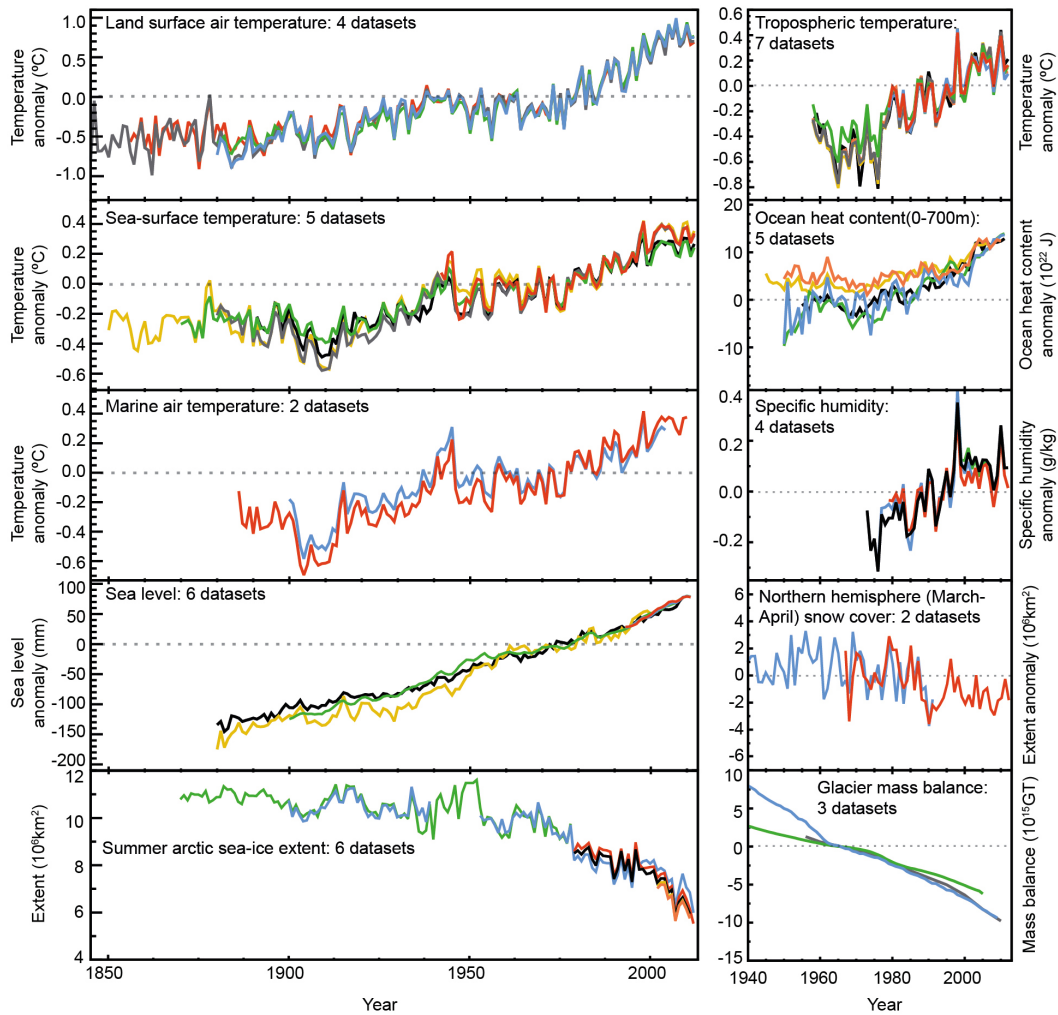 Land surface air temperature: 4 datasets
1.0
0.5
0.0
-0.5
-1.0
Temperature
anomaly (ºC)
Sea-surface temperature: 5 datasets
0.4
0.2
0.0
-0.2
-0.4
-0.6
Temperature
anomaly (ºC)
Marine air temperature: 2 datasets
0.4
0.2
0.0
-0.2
-0.4
-0.6
Temperature
anomaly (ºC)
Sea level: 6 datasets
100
50
0
-50
-100
-150
-200
Sea level
anomaly (mm)
Summer arctic sea-ice extent: 6 datasets
12
10
8
6
4
Extent (10⁶km²)
1850
1900
1950
2000
Year
Tropospheric temperature:
7 datasets
0.6
0.4
0.2
0.0
-0.2
-0.4
-0.6
-0.8
Temperature
anomaly (ºC)
Ocean heat content(0-700m):
5 datasets
20
10
0
-10
Ocean heat content
anomaly (10²² J)
Specific humidity:
4 datasets
0.4
0.2
0.0
-0.2
Specific humidity
anomaly (g/kg)
Northern hemisphere (March-
April) snow cover: 2 datasets
6
4
2
0
-2
-4
-6
Extent anomaly (10⁶km²)
Glacier mass balance:
3 datasets
10
5
0
-5
-10
-15
Mass balance (10¹⁵GT)
1940
1960
1980
2000
Year